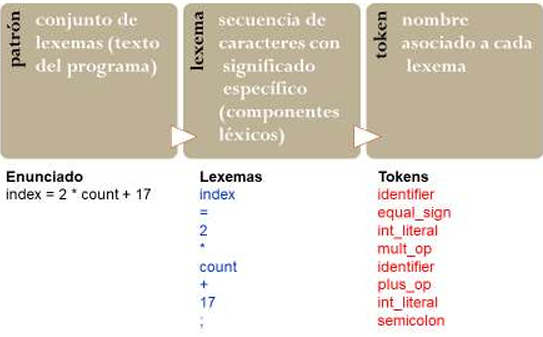 patrón
conjunto de
lexemas (texto
del programa)
lexema
secuencia de
caracteres con
significado
específico
(componentes
léxicos)
token
nombre
asociado a cada
lexema
Enunciado
index = 2 * count + 17
Lexemas
index
=
2
*
count
+
17
;
Tokens
identifier
equal_sign
int_literal
mult_op
identifier
plus_op
int_literal
semicolon